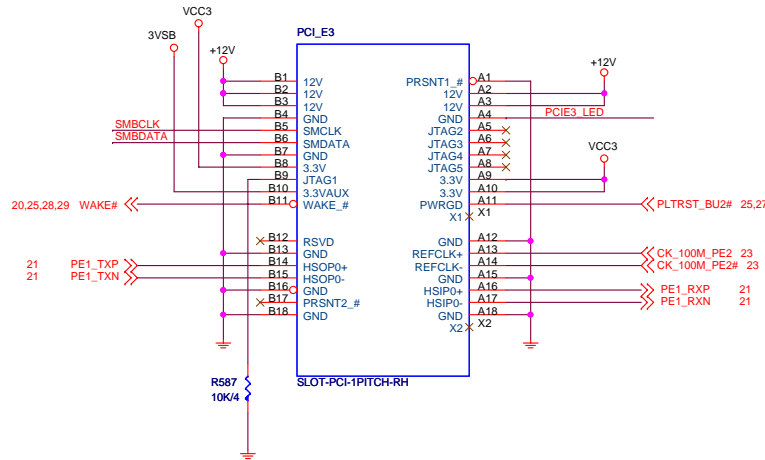 VCC3
PCI_E3
3VSB
+12V
+12V
B1 12V PRSNT1_# A1
B2 12V 12V A2
B3 12V 12V A3
B4 GND GND A4 PCIE3_LED
SMBCLK B5 SMCLK JTAG2 A5
SMBDATA B6 SMDATA JTAG3 A6
B7 GND JTAG4 A7
VCC3
B8 3.3V JTAG5 A8
B9 JTAG1 3.3V A9
B10 3.3VAUX 3.3V A10
20,25,28,29 WAKE# B11 WAKE_# PWRGD A11 PLTRST_BU2# 25,27
X1 X1
B12 RSVD GND A12
B13 GND REFCLK+ A13 CK_100M_PE2 23
21 PE1_TXP B14 HSOP0+ REFCLK- A14 CK_100M_PE2# 23
21 PE1_TXN B15 HSOP0- GND A15
B16 GND HSIP0+ A16 PE1_RXP 21
B17 PRSNT2_# HSIP0- A17 PE1_RXN 21
B18 GND GND A18
X2 X2
R587
10K/4
SLOT-PCI-1PITCH-RH